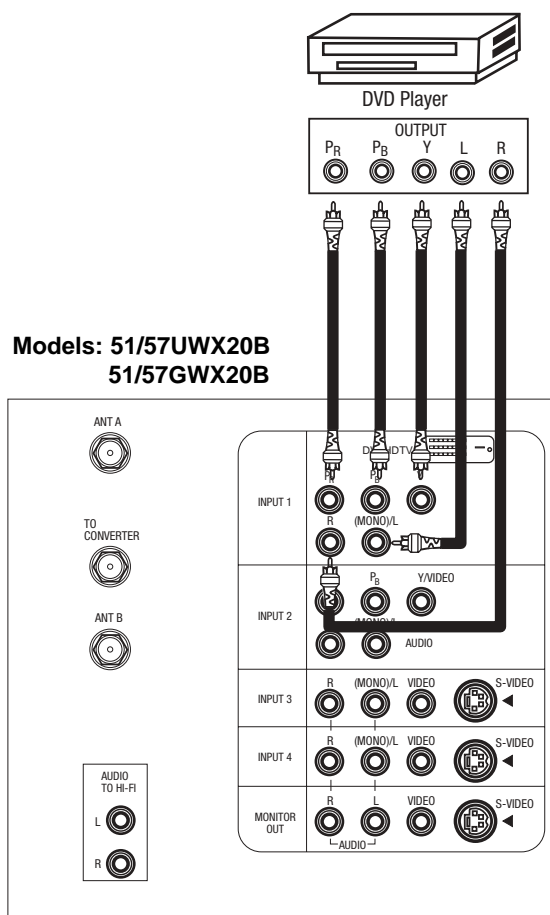 DVD Player
OUTPUT
PR PB Y L R
Models: 51/57UWX20B
51/57GWX20B
ANT A
TO
CONVERTER
ANT B
AUDIO
TO HI-FI
L
R
INPUT 1
PB
R (MONO)/L
INPUT 2
PB Y/VIDEO
AUDIO
INPUT 3
R (MONO)/L VIDEO S-VIDEO
INPUT 4
R (MONO)/L VIDEO S-VIDEO
MONITOR
OUT
R L VIDEO S-VIDEO
AUDIO